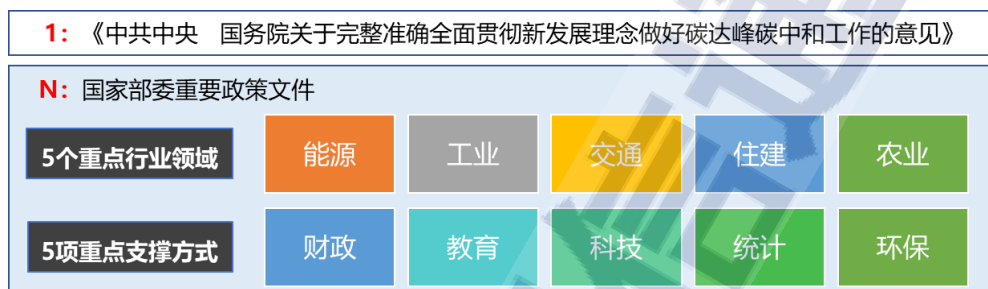 1：《中共中央 国务院关于完整准确全面贯彻新发展理念做好碳达峰碳中和工作的意见》
N：国家部委重要政策文件
5个重点行业领域 能源 工业 交通 住建 农业
5项重点支撑方式 财政 教育 科技 统计 环保